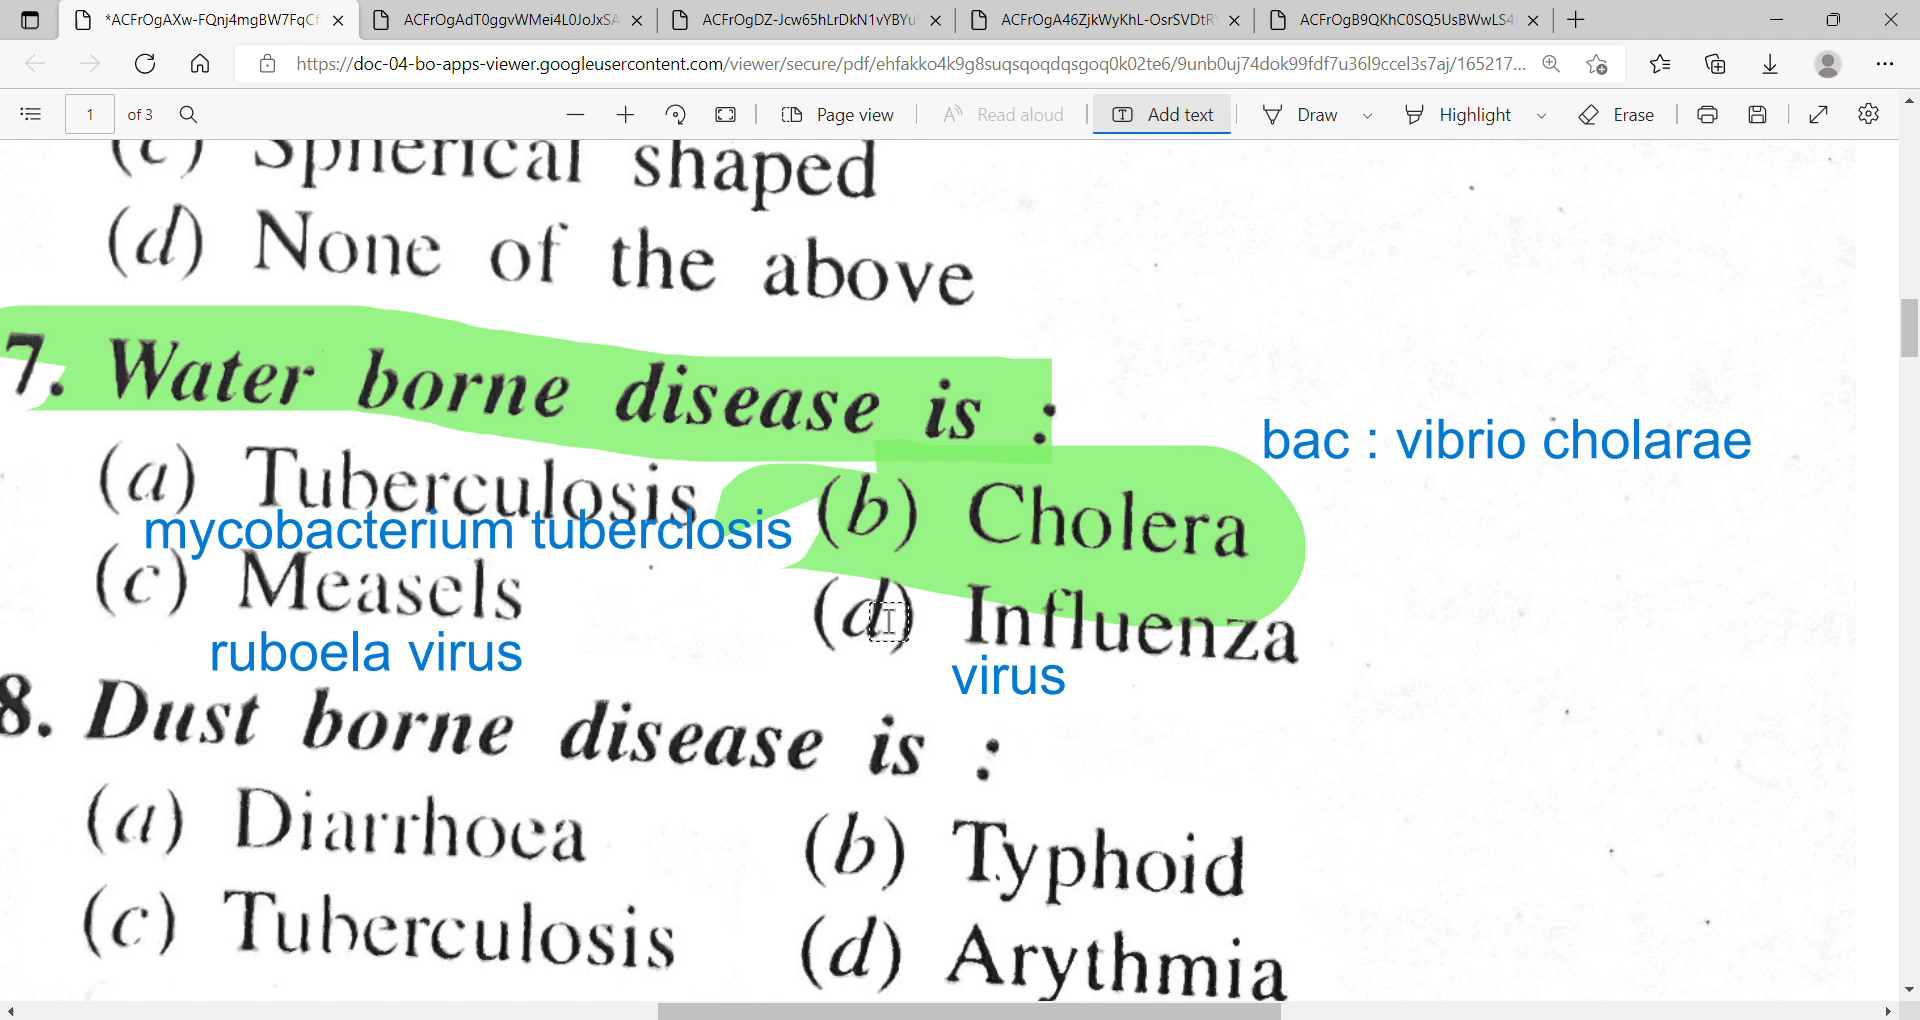 *ACFrOgAXw-FQnj4mgBW7FqCf
ACFrOgAdT0ggvWMei4L0JoJxSA
ACFrOgDZ-Jcw65hLrDkN1vYBYu
ACFrOgA46ZjkWyKhL-OsrSVDtR
ACFrOgB9QKhC0SQ5UsBWwLS4
https://doc-04-bo-apps-viewer.googleusercontent.com/viewer/secure/pdf/ehfakko4k9g8suqsqoqdqsgoq0k02te6/9unb0uj74dok99fdf7u36l9ccel3s7aj/165217...
1 of 3 Page view Read aloud Add text Draw Highlight Erase
(c) Spherical shaped
(d) None of the above
7. Water borne disease is :
bac : vibrio cholarae
(a) Tuberculosis (b) Cholera
mycobacterium tuberclosis
(c) Measels (d) Influenza
ruboela virus virus
8. Dust borne disease is :
(a) Diarrhoea (b) Typhoid
(c) Tuberculosis (d) Arythmia